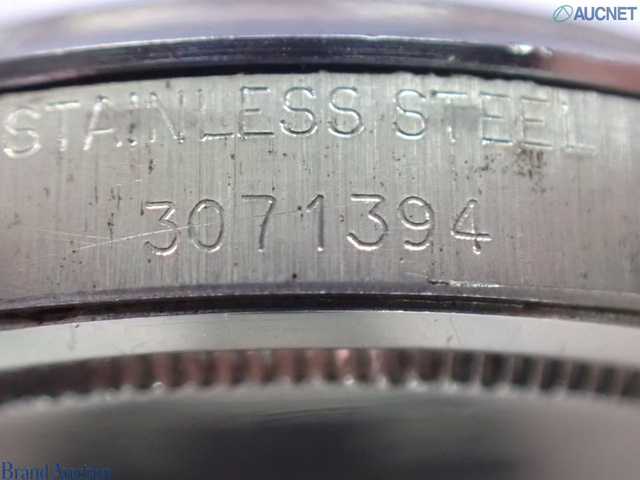 AUCNET
STAINLESS STEEL
3071394
Brand Auction